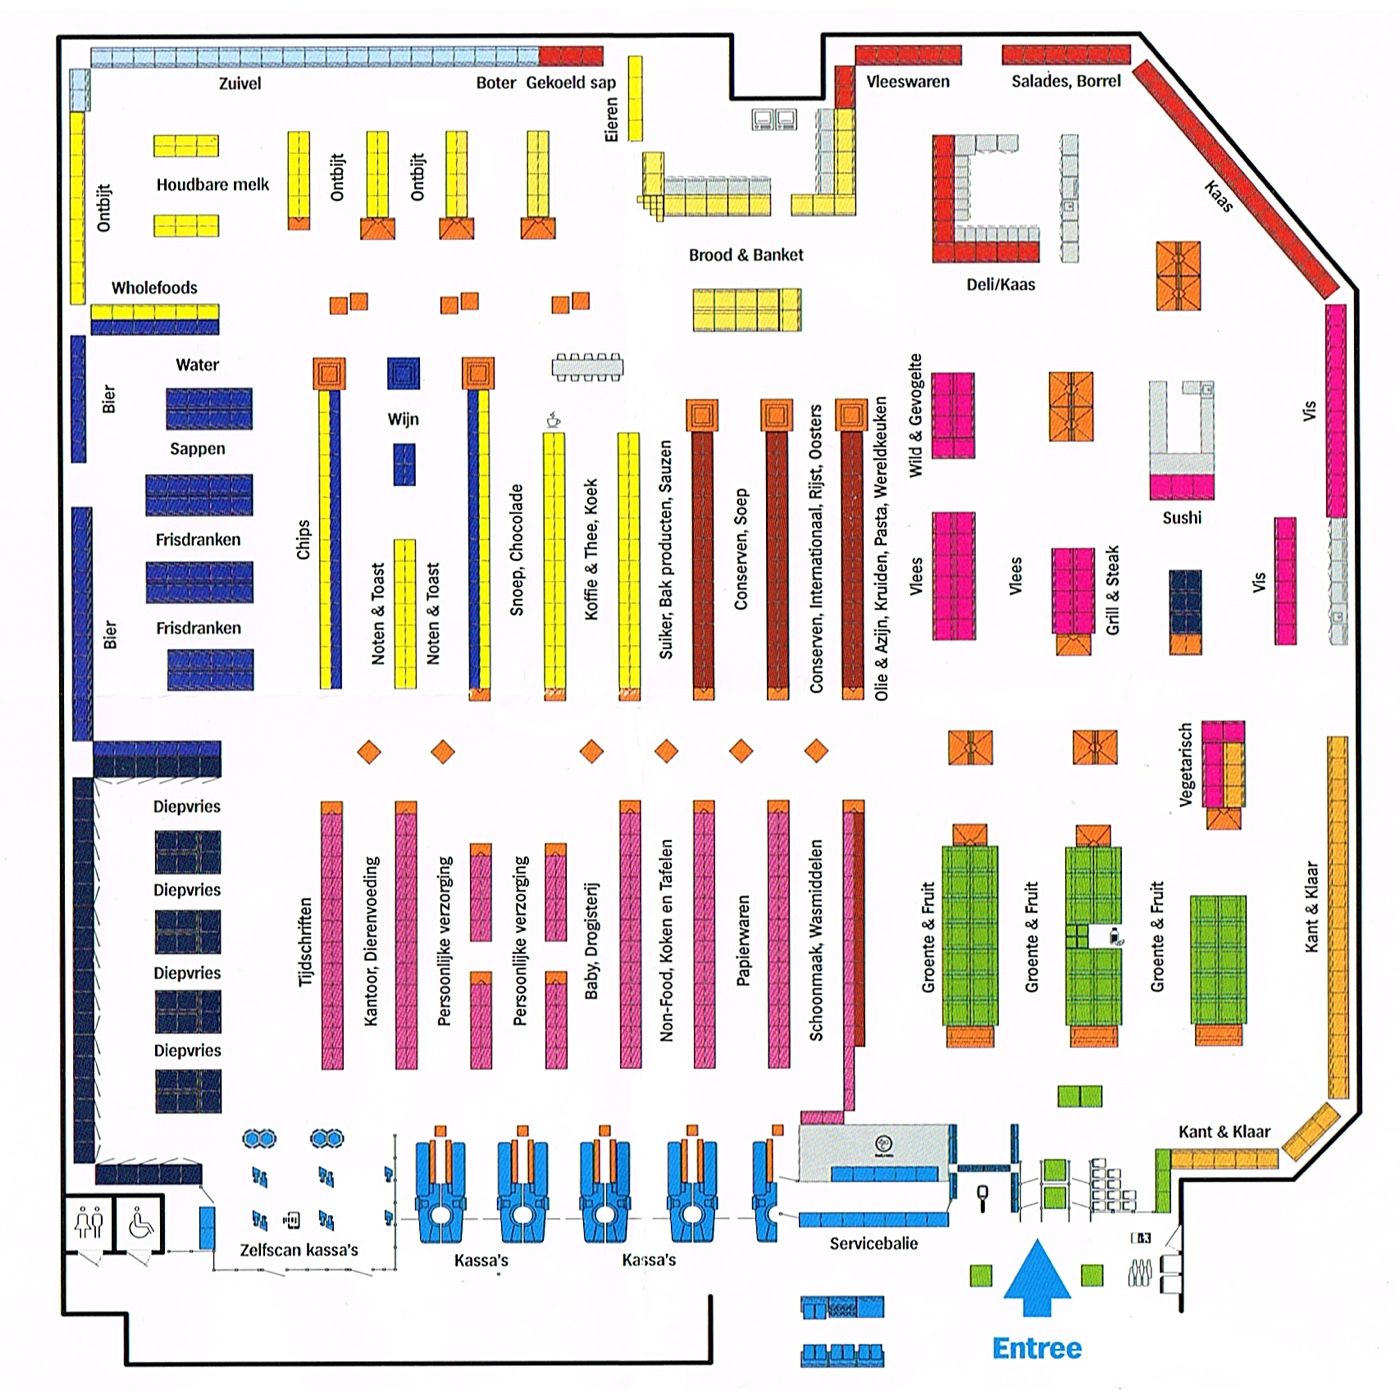 Zuivel
Boter
Gekoeld sap
Eieren
Vleeswaren
Salades, Borrel
Kaas
Ontbijt
Houdbare melk
Ontbijt
Ontbijt
Brood & Banket
Deli/Kaas
Wholefoods
Water
Bier
Sappen
Wijn
Frisdranken
Bier
Frisdranken
Chips
Noten & Toast
Noten & Toast
Snoep, Chocolade
Koffie & Thee, Koek
Suiker, Bak producten, Sauzen
Conserven, Soep
Conserven, Internationaal, Rijst, Oosters
Olie & Azijn, Kruiden, Pasta, Wereldkeuken
Wild & Gevogelte
Vis
Sushi
Vlees
Vlees
Grill & Steak
Vis
Vegetarisch
Diepvries
Diepvries
Diepvries
Diepvries
Tijdschriften
Kantoor, Dierenvoeding
Persoonlijke verzorging
Persoonlijke verzorging
Baby, Drogisterij
Non-Food, Koken en Tafelen
Papierwaren
Schoonmaak, Wasmiddelen
Groente & Fruit
Groente & Fruit
Groente & Fruit
Kant & Klaar
Kant & Klaar
Zelfscan kassa's
Kassa's
Kassa's
Servicebalie
Entree